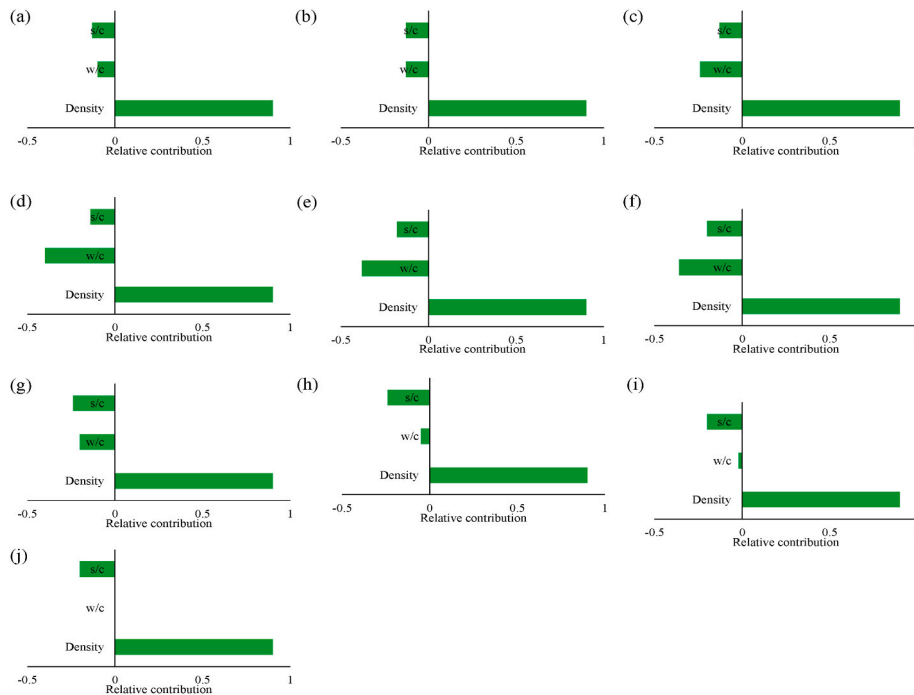 (a)
s/c
w/c
Density
-0.5 0 0.5 1
Relative contribution
(b)
s/c
w/c
Density
-0.5 0 0.5 1
Relative contribution
(c)
s/c
w/c
Density
-0.5 0 0.5 1
Relative contribution
(d)
s/c
w/c
Density
-0.5 0 0.5 1
Relative contribution
(e)
s/c
w/c
Density
-0.5 0 0.5 1
Relative contribution
(f)
s/c
w/c
Density
-0.5 0 0.5 1
Relative contribution
(g)
s/c
w/c
Density
-0.5 0 0.5 1
Relative contribution
(h)
s/c
w/c
Density
-0.5 0 0.5 1
Relative contribution
(i)
s/c
w/c
Density
-0.5 0 0.5 1
Relative contribution
(j)
s/c
w/c
Density
-0.5 0 0.5 1
Relative contribution